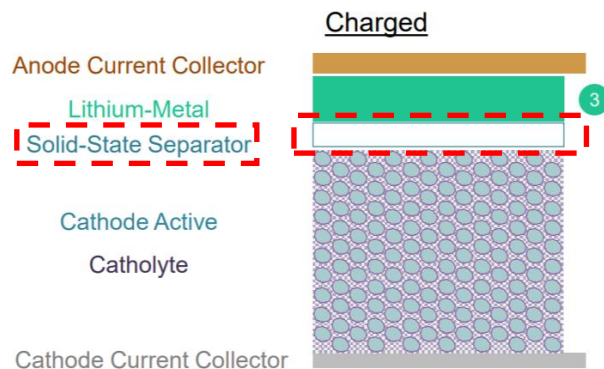 Charged
Anode Current Collector
Lithium-Metal
3
Solid-State Separator
Cathode Active
Catholyte
Cathode Current Collector